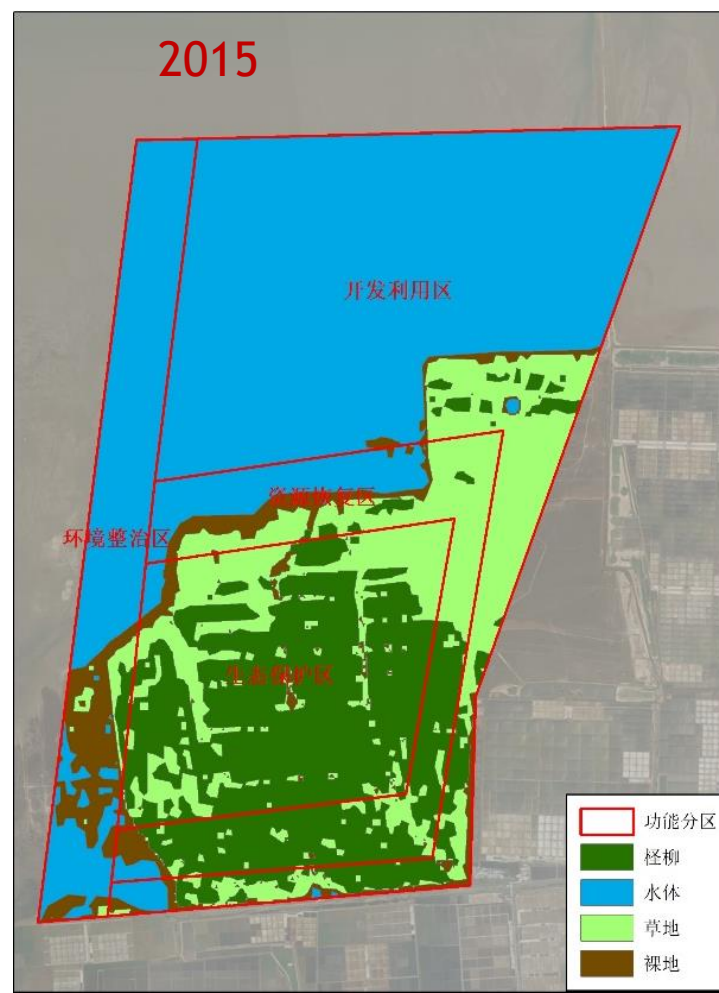 2015
开发利用区
资源恢复区
环境整治区
生态保护区
功能分区
柽柳
水体
草地
裸地